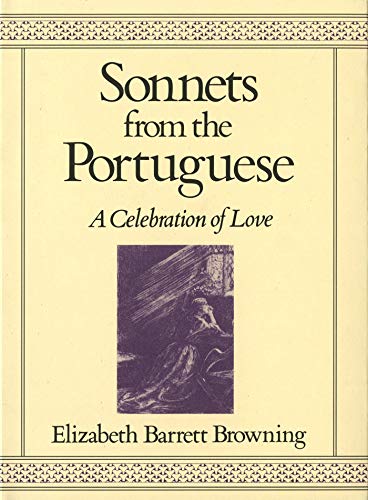 Sonnets
from the
Portuguese
A Celebration of Love
Elizabeth Barrett Browning